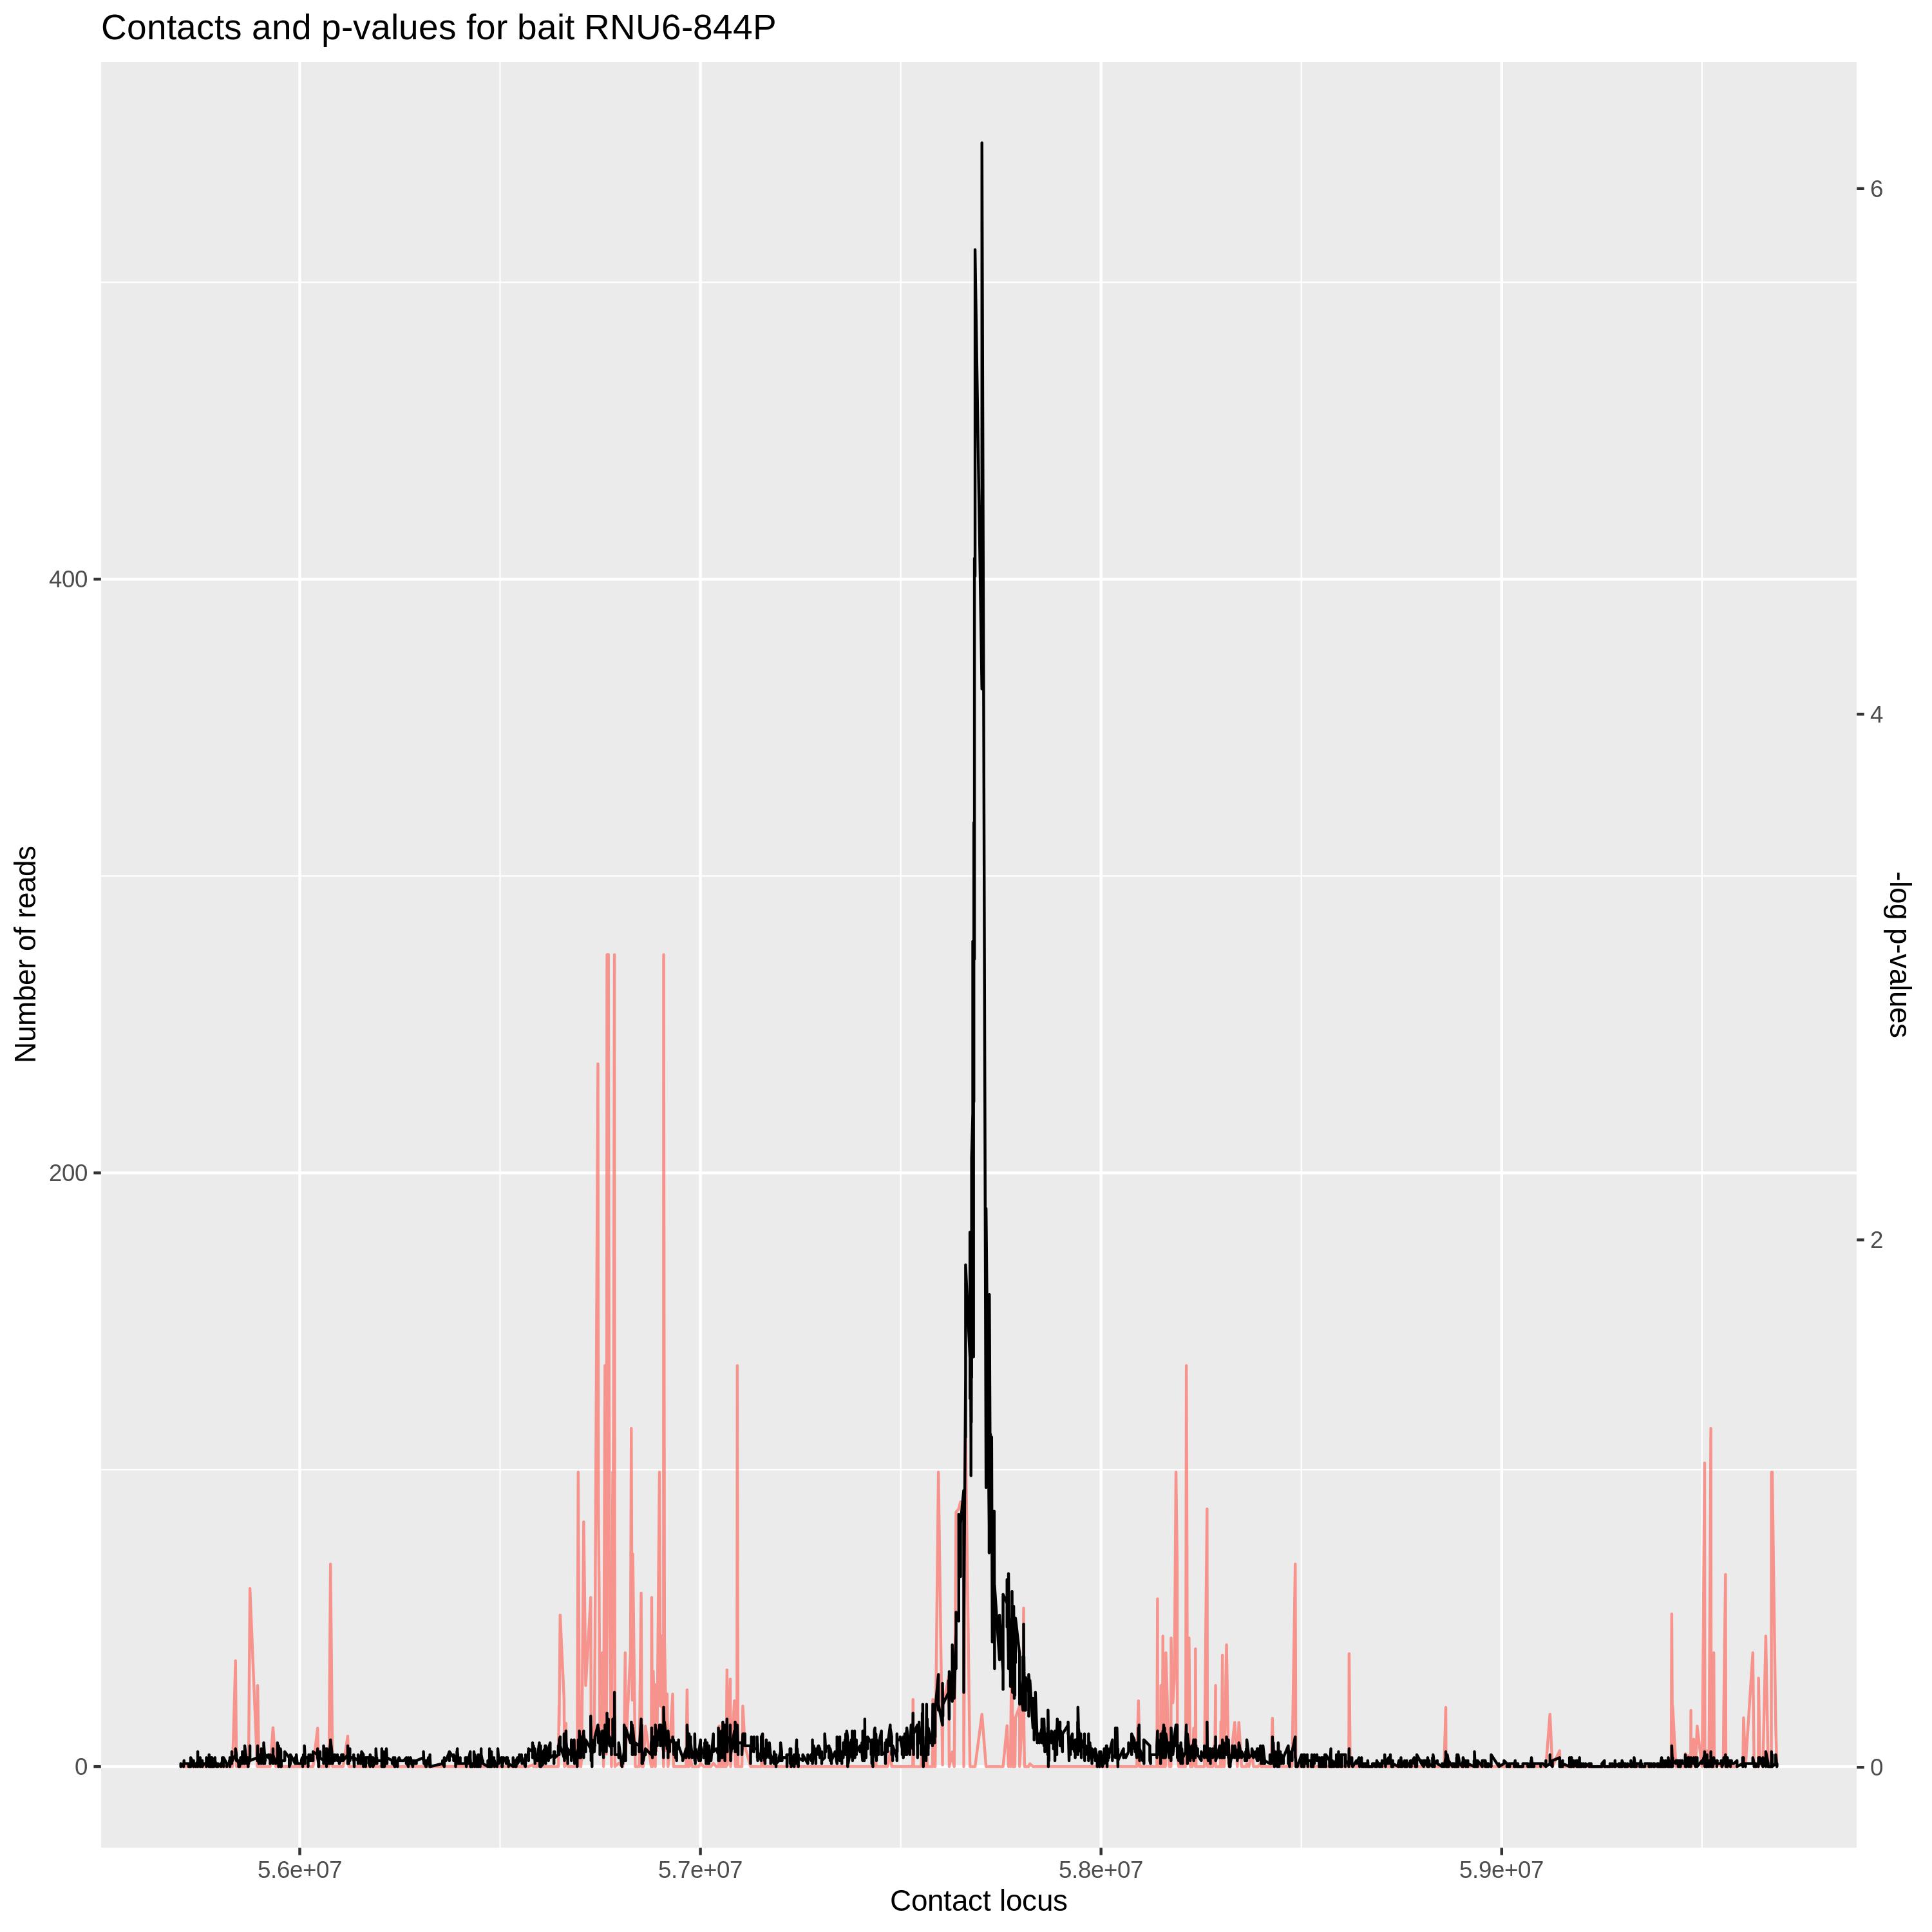 Contacts and p-values for bait RNU6-844P
6
400
4
Number of reads
-log p-values
200
2
0
0
5.6e+07
5.7e+07
5.8e+07
5.9e+07
Contact locus